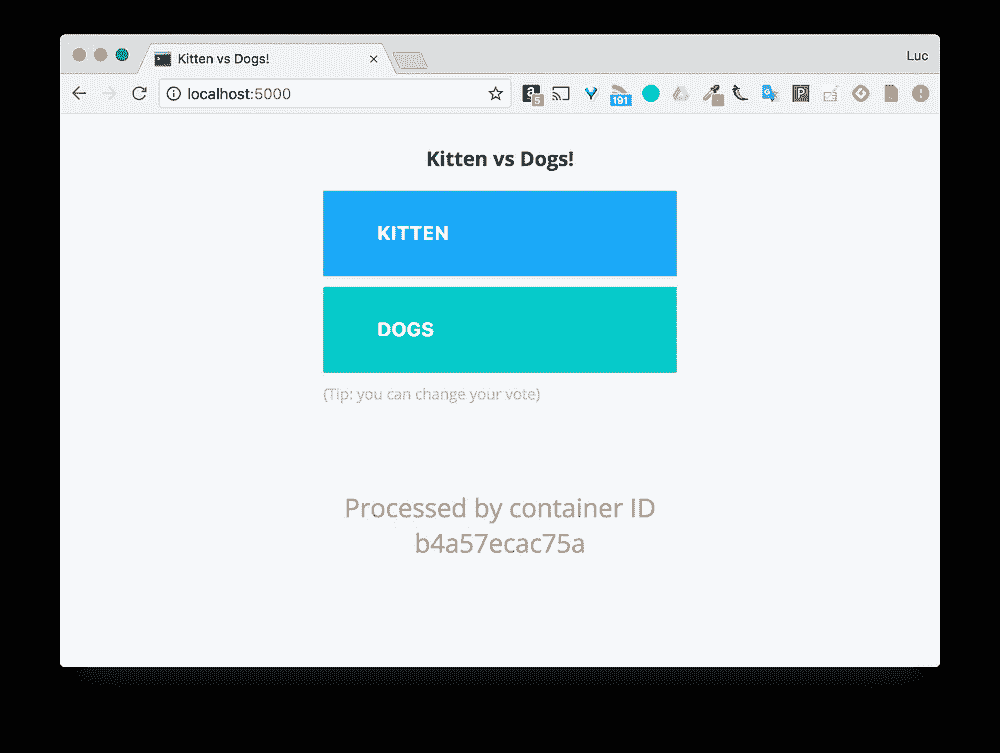 Kitten vs Dogs!
Luc
localhost:5000
5
191
Kitten vs Dogs!
KITTEN
DOGS
(Tip: you can change your vote)
Processed by container ID
b4a57ecac75a